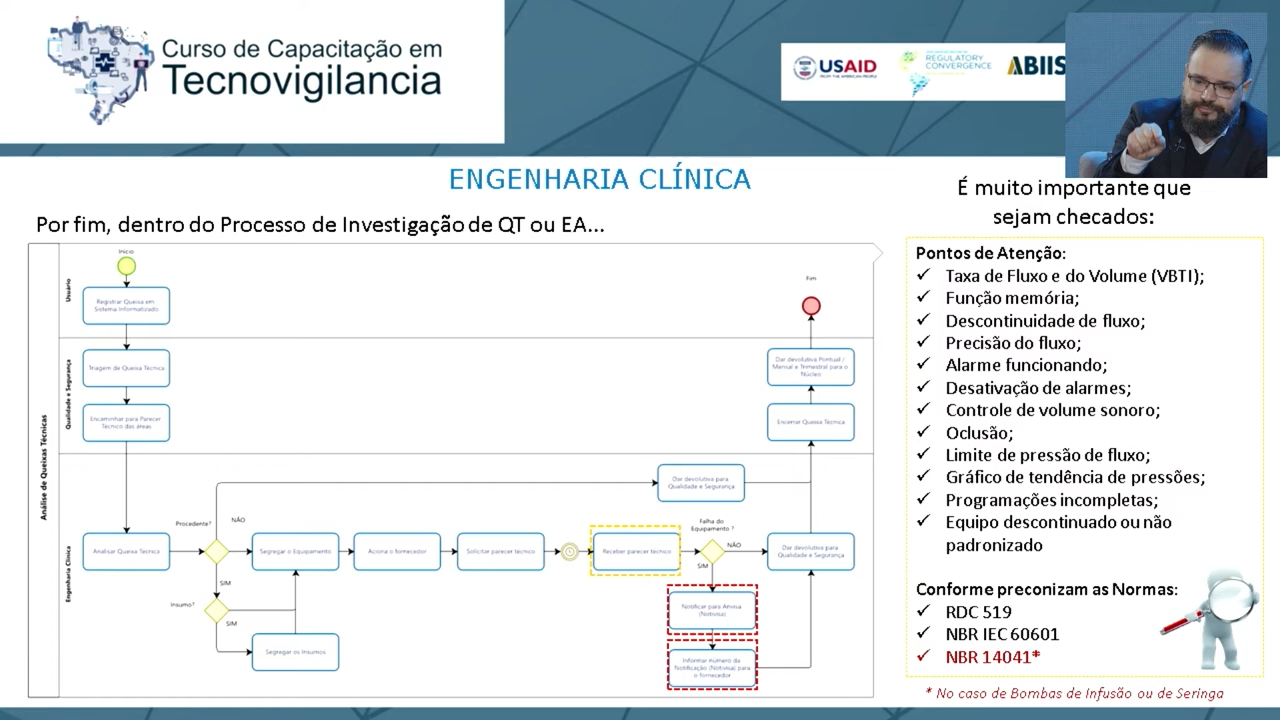 Curso de Capacitação em
Tecnovigilancia
USAID
FROM THE AMERICAN PEOPLE
REGULATORY
CONVERGENCE
ABIIS
ENGENHARIA CLÍNICA
Por fim, dentro do Processo de Investigação de QT ou EA...
Análise de Queixas Técnicas
Usuário
Início
Registrar Queixa em
Sistema Informatizado
Fim
Qualidade e Segurança
Triagem de Queixa Técnica
Encaminhar para Parecer
Técnico das áreas
Dar devolutiva Pontual /
Mensal e Trimestral para o
Núcleo
Encerrar Queixa Técnica
Engenharia Clínica
Dar devolutiva para
Qualidade e Segurança
Procedente?
NÃO
Analisar Queixa Técnica
Segregar o Equipamento
Aciona o fornecedor
Solicitar parecer técnico
Receber parecer técnico
Falha do
Equipamento ?
NÃO
Dar devolutiva para
Qualidade e Segurança
SIM
SIM
Insumo?
SIM
Segregar os Insumos
Notificar para Anvisa
(Notivisa)
Informar número da
Notificação (Notivisa) para
o fornecedor
É muito importante que
sejam checados:
Pontos de Atenção:
✓ Taxa de Fluxo e do Volume (VBTI);
✓ Função memória;
✓ Descontinuidade de fluxo;
✓ Precisão do fluxo;
✓ Alarme funcionando;
✓ Desativação de alarmes;
✓ Controle de volume sonoro;
✓ Oclusão;
✓ Limite de pressão de fluxo;
✓ Gráfico de tendência de pressões;
✓ Programações incompletas;
✓ Equipo descontinuado ou não
padronizado
Conforme preconizam as Normas:
✓ RDC 519
✓ NBR IEC 60601
✓ NBR 14041*
* No caso de Bombas de Infusão ou de Seringa